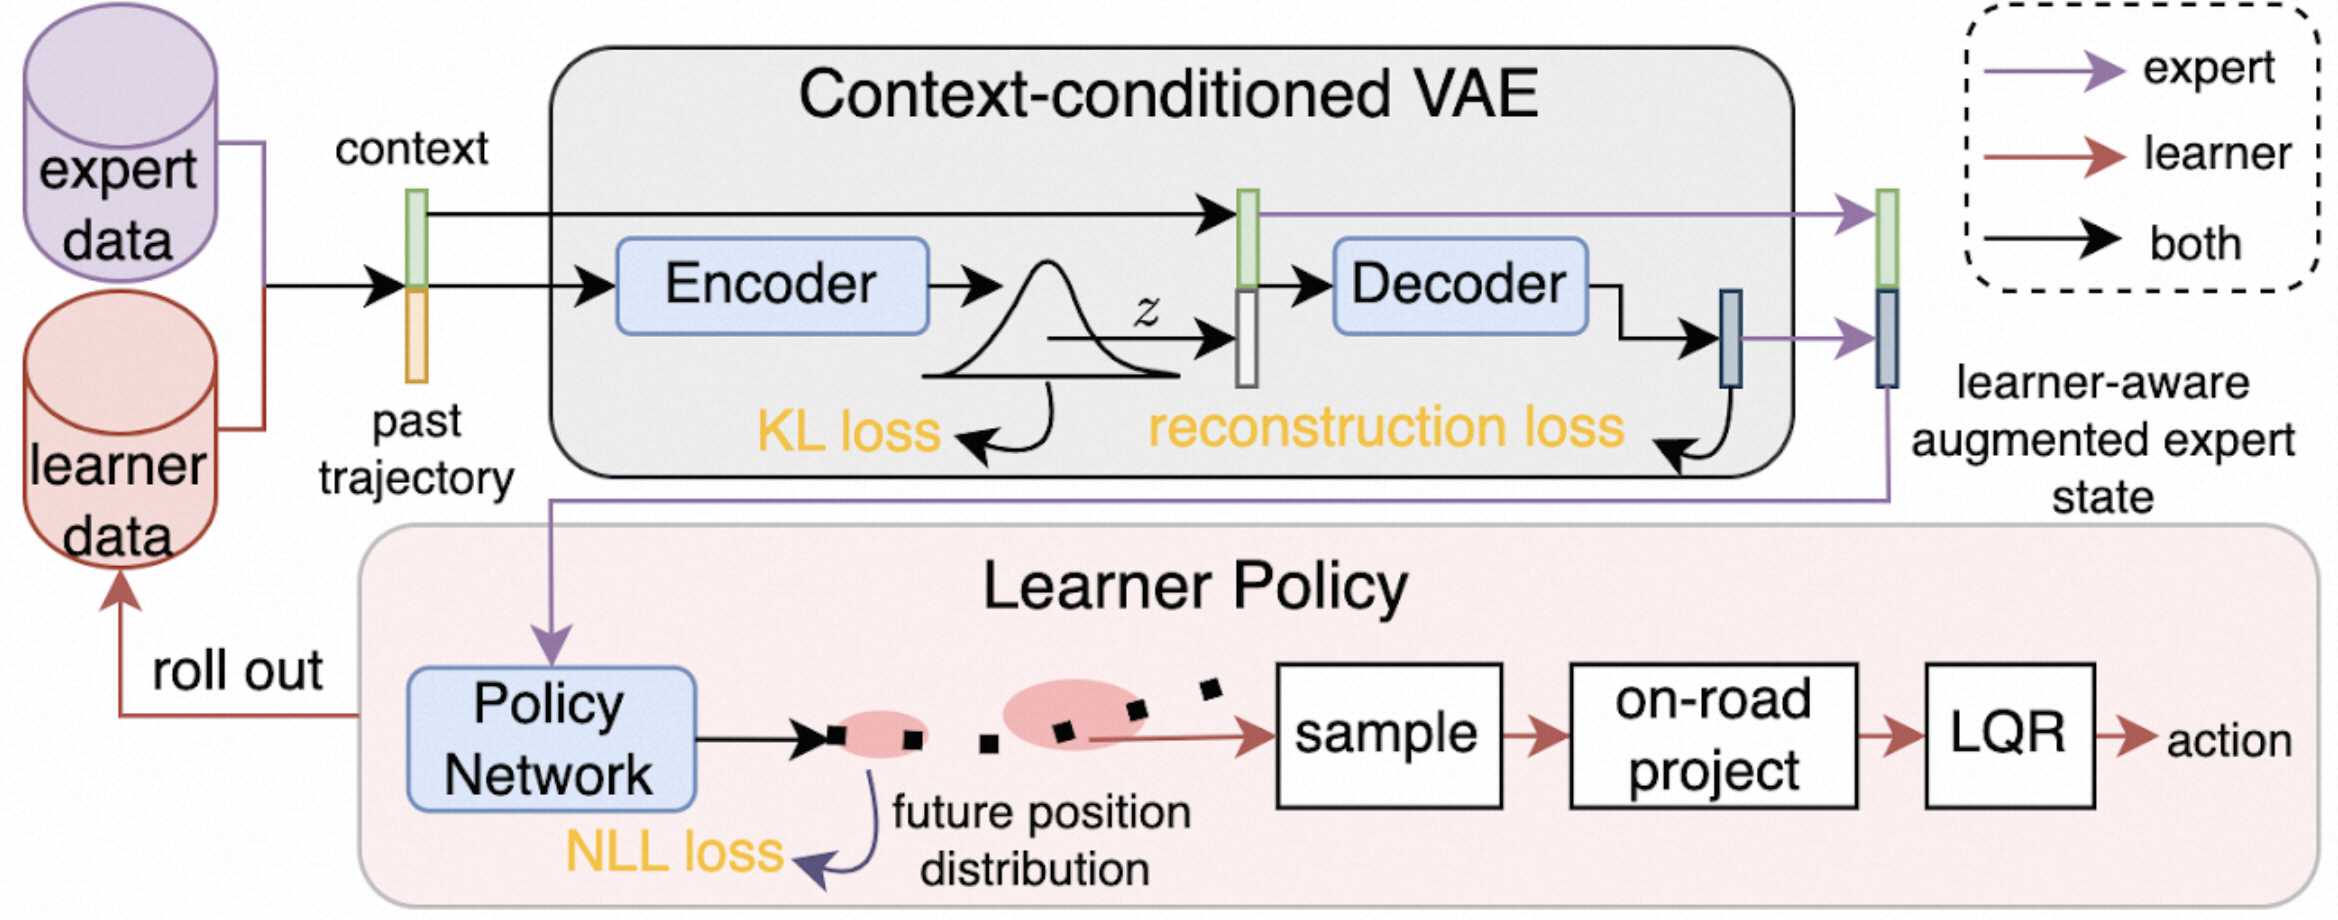 expert
data
learner
data
context
past
trajectory
Context-conditioned VAE
Encoder
z
Decoder
KL loss
reconstruction loss
expert
learner
both
learner-aware
augmented expert
state
roll out
Learner Policy
Policy
Network
NLL loss
future position
distribution
sample
on-road
project
LQR
action